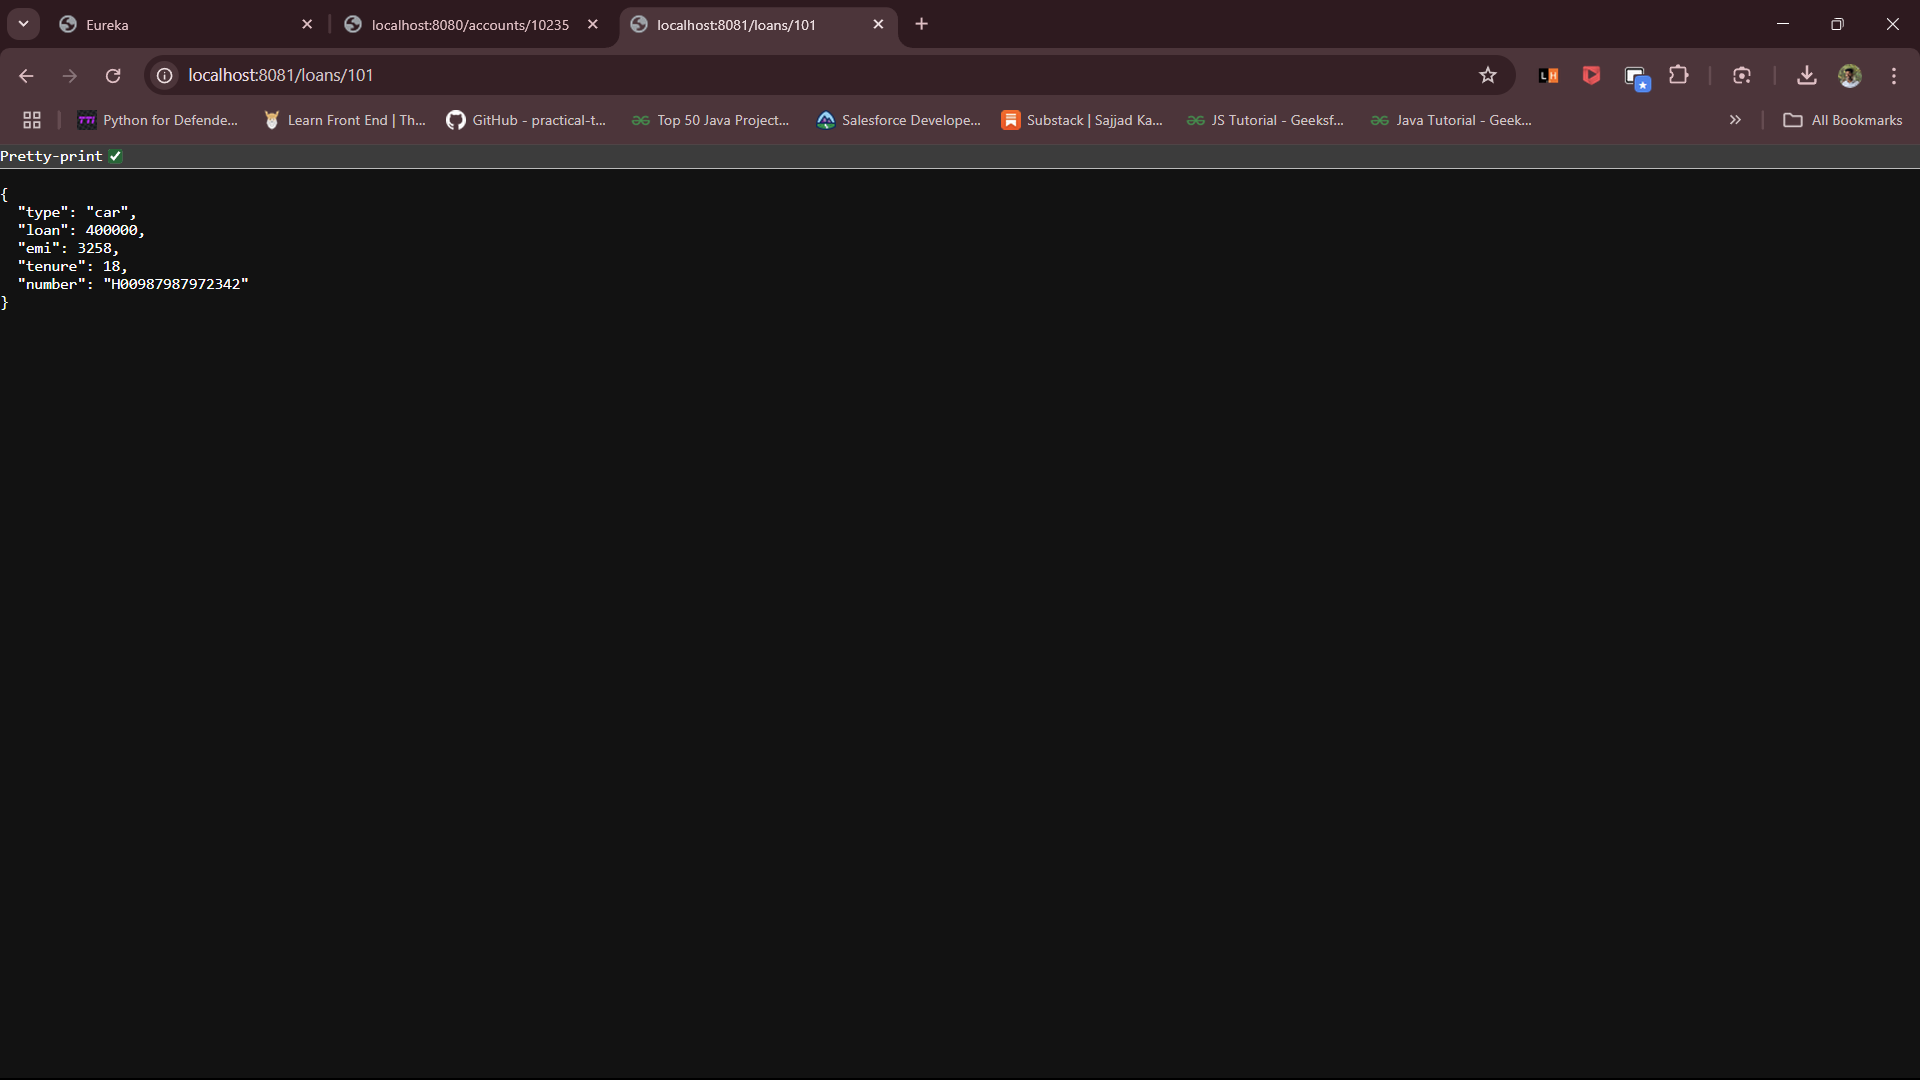 Eureka
localhost:8080/accounts/10235
localhost:8081/loans/101
localhost:8081/loans/101
LH
TTI Python for Defende...
Learn Front End | Th...
GitHub - practical-t...
Top 50 Java Project...
Salesforce Develope...
Substack | Sajjad Ka...
JS Tutorial - Geeksf...
Java Tutorial - Geek...
All Bookmarks
Pretty-print
{
  "type": "car",
  "loan": 400000,
  "emi": 3258,
  "tenure": 18,
  "number": "H00987987972342"
}